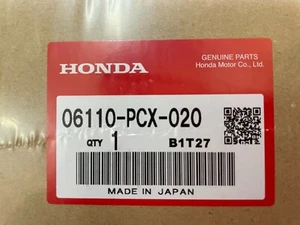 GENUINE PARTS
HONDA Honda Motor Co., Ltd.
06110-PCX-020
QTY 1 B1T27
MADE IN JAPAN